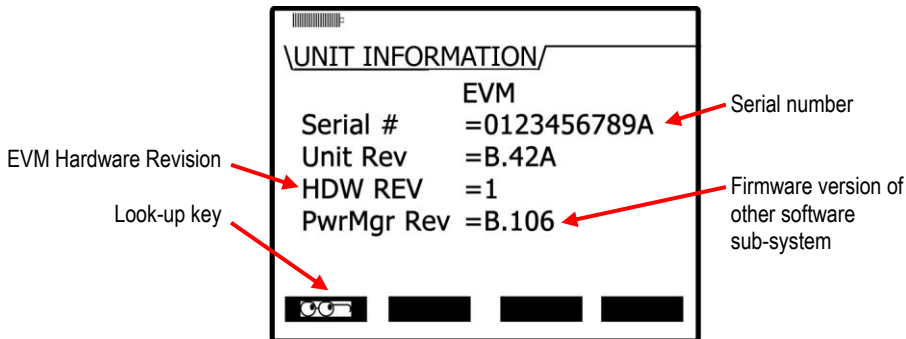 UNIT INFORMATION
EVM
Serial # =0123456789A
Unit Rev =B.42A
HDW REV =1
PwrMgr Rev =B.106
EVM Hardware Revision
Look-up key
Serial number
Firmware version of
other software
sub-system